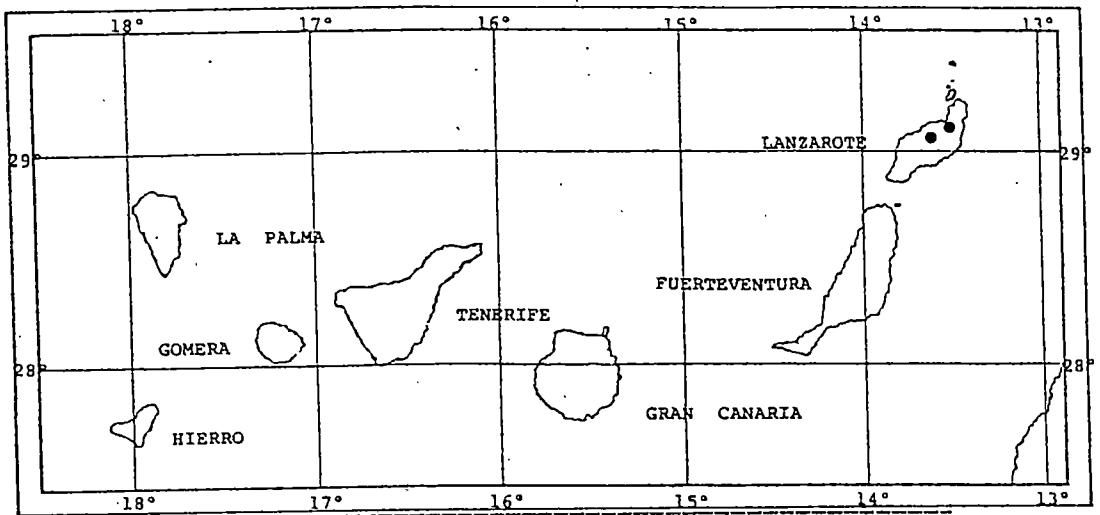 18° 17° 16° 15° 14° 13°
LANZAROTE
29° 29°
LA PALMA
FUERTEVENTURA
TENERIFE
GOMERA
28° 28°
GRAN CANARIA
HIERRO
18° 17° 16° 15° 14° 13°